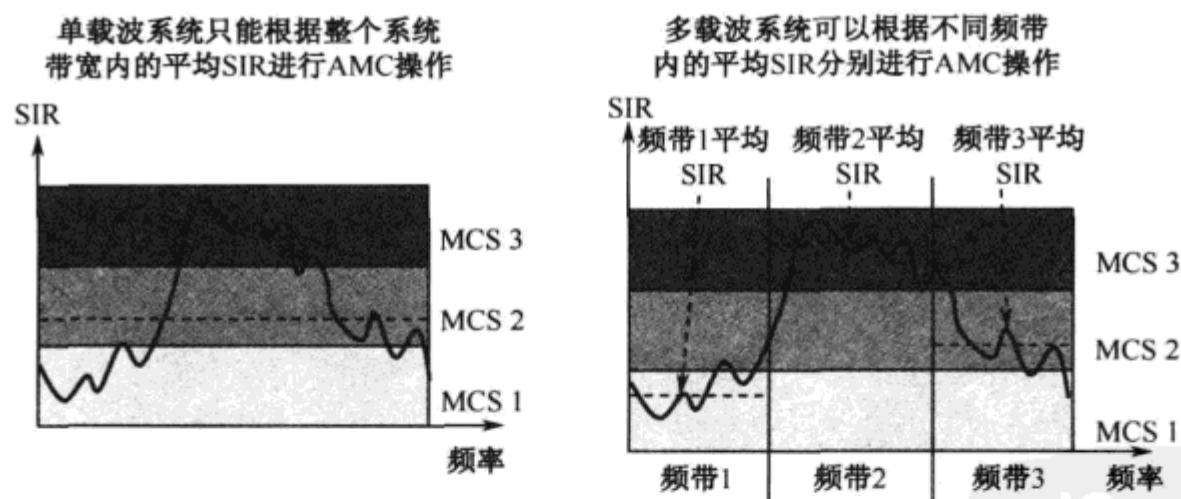 单载波系统只能根据整个系统
带宽内的平均SIR进行AMC操作
SIR
MCS 3
MCS 2
MCS 1
频率
多载波系统可以根据不同频带
内的平均SIR分别进行AMC操作
SIR
频带1平均
SIR
频带2平均
SIR
频带3平均
SIR
MCS 3
MCS 2
MCS 1
频带1
频带2
频带3
频率